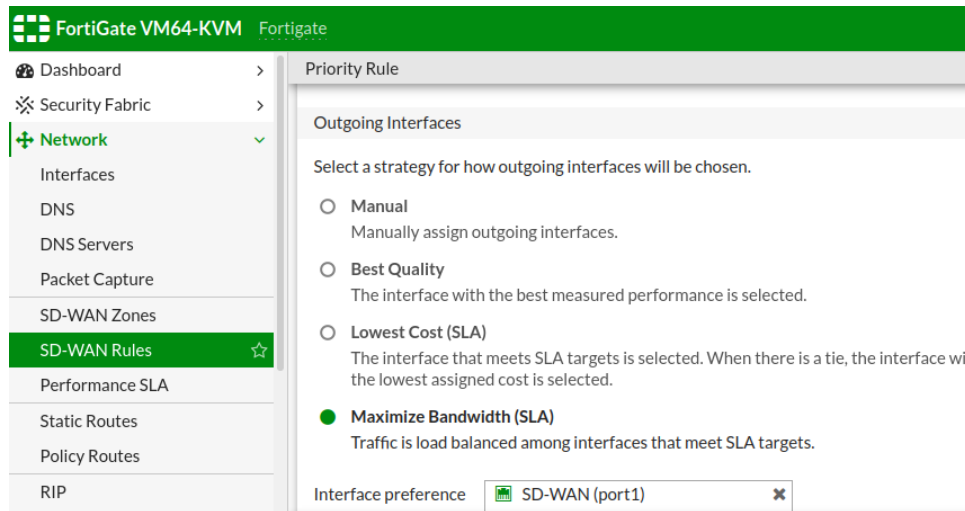 FortiGate VM64-KVM Fortigate
Dashboard
Security Fabric
Network
Interfaces
DNS
DNS Servers
Packet Capture
SD-WAN Zones
SD-WAN Rules
Performance SLA
Static Routes
Policy Routes
RIP
Priority Rule
Outgoing Interfaces
Select a strategy for how outgoing interfaces will be chosen.
Manual
Manually assign outgoing interfaces.
Best Quality
The interface with the best measured performance is selected.
Lowest Cost (SLA)
The interface that meets SLA targets is selected. When there is a tie, the interface wi
the lowest assigned cost is selected.
Maximize Bandwidth (SLA)
Traffic is load balanced among interfaces that meet SLA targets.
Interface preference SD-WAN (port1)